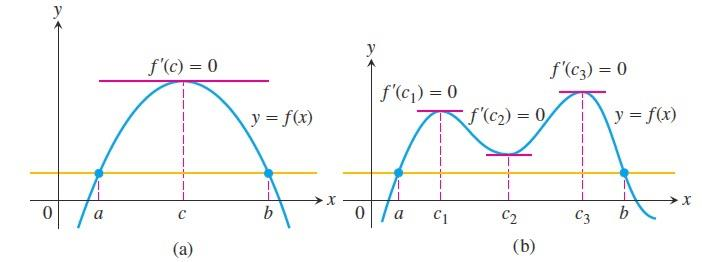 y
f′(c) = 0
y = f(x)
0
a
c
b
x
(a)
y
f′(c₁) = 0
f′(c₂) = 0
f′(c₃) = 0
y = f(x)
0
a
c₁
c₂
c₃
b
x
(b)